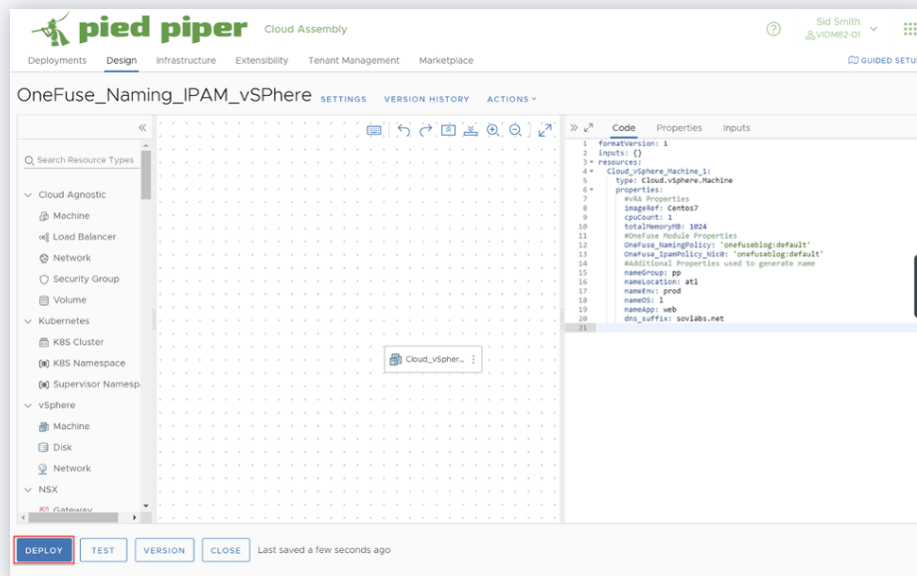 pied piper Cloud Assembly
Sid Smith
VIDM82-01
Deployments Design Infrastructure Extensibility Tenant Management Marketplace
GUIDED SETU
OneFuse_Naming_IPAM_vSPhere SETTINGS VERSION HISTORY ACTIONS
Search Resource Types
Cloud Agnostic
Machine
Load Balancer
Network
Security Group
Volume
Kubernetes
K8S Cluster
K8S Namespace
Supervisor Namesp
vSphere
Machine
Disk
Network
NSX
Gateway
Cloud_vSpher...
Code Properties Inputs
1 formatVersion: 1
2 inputs: {}
3 resources:
4 Cloud_vSphere_Machine_1:
5 type: Cloud.vSphere.Machine
6 properties:
7 #vRA Properties
8 imageRef: Centos7
9 cpuCount: 1
10 totalMemoryMB: 1024
11 #OneFuse Module Properties
12 OneFuse_NamingPolicy: 'onefuseblog:default'
13 OneFuse_IpamPolicy_Nic0: 'onefuseblog:default'
14 #Additional Properties used to generate name
15 nameGroup: pp
16 nameLocation: atl
17 nameEnv: prod
18 nameOS: l
19 nameApp: web
20 dns_suffix: sovlabs.net
21
DEPLOY TEST VERSION CLOSE Last saved a few seconds ago